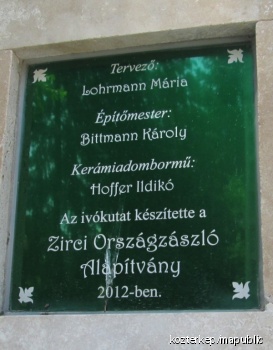 Tervező:
Lohrmann Mária
Építőmester:
Bittmann Károly
Kerámiadombormű:
Hoffer Ildikó
Az ivókutat készítette a
Zirci Országzászló
Alapítvány
2012-ben.
kozterkep/mapublic